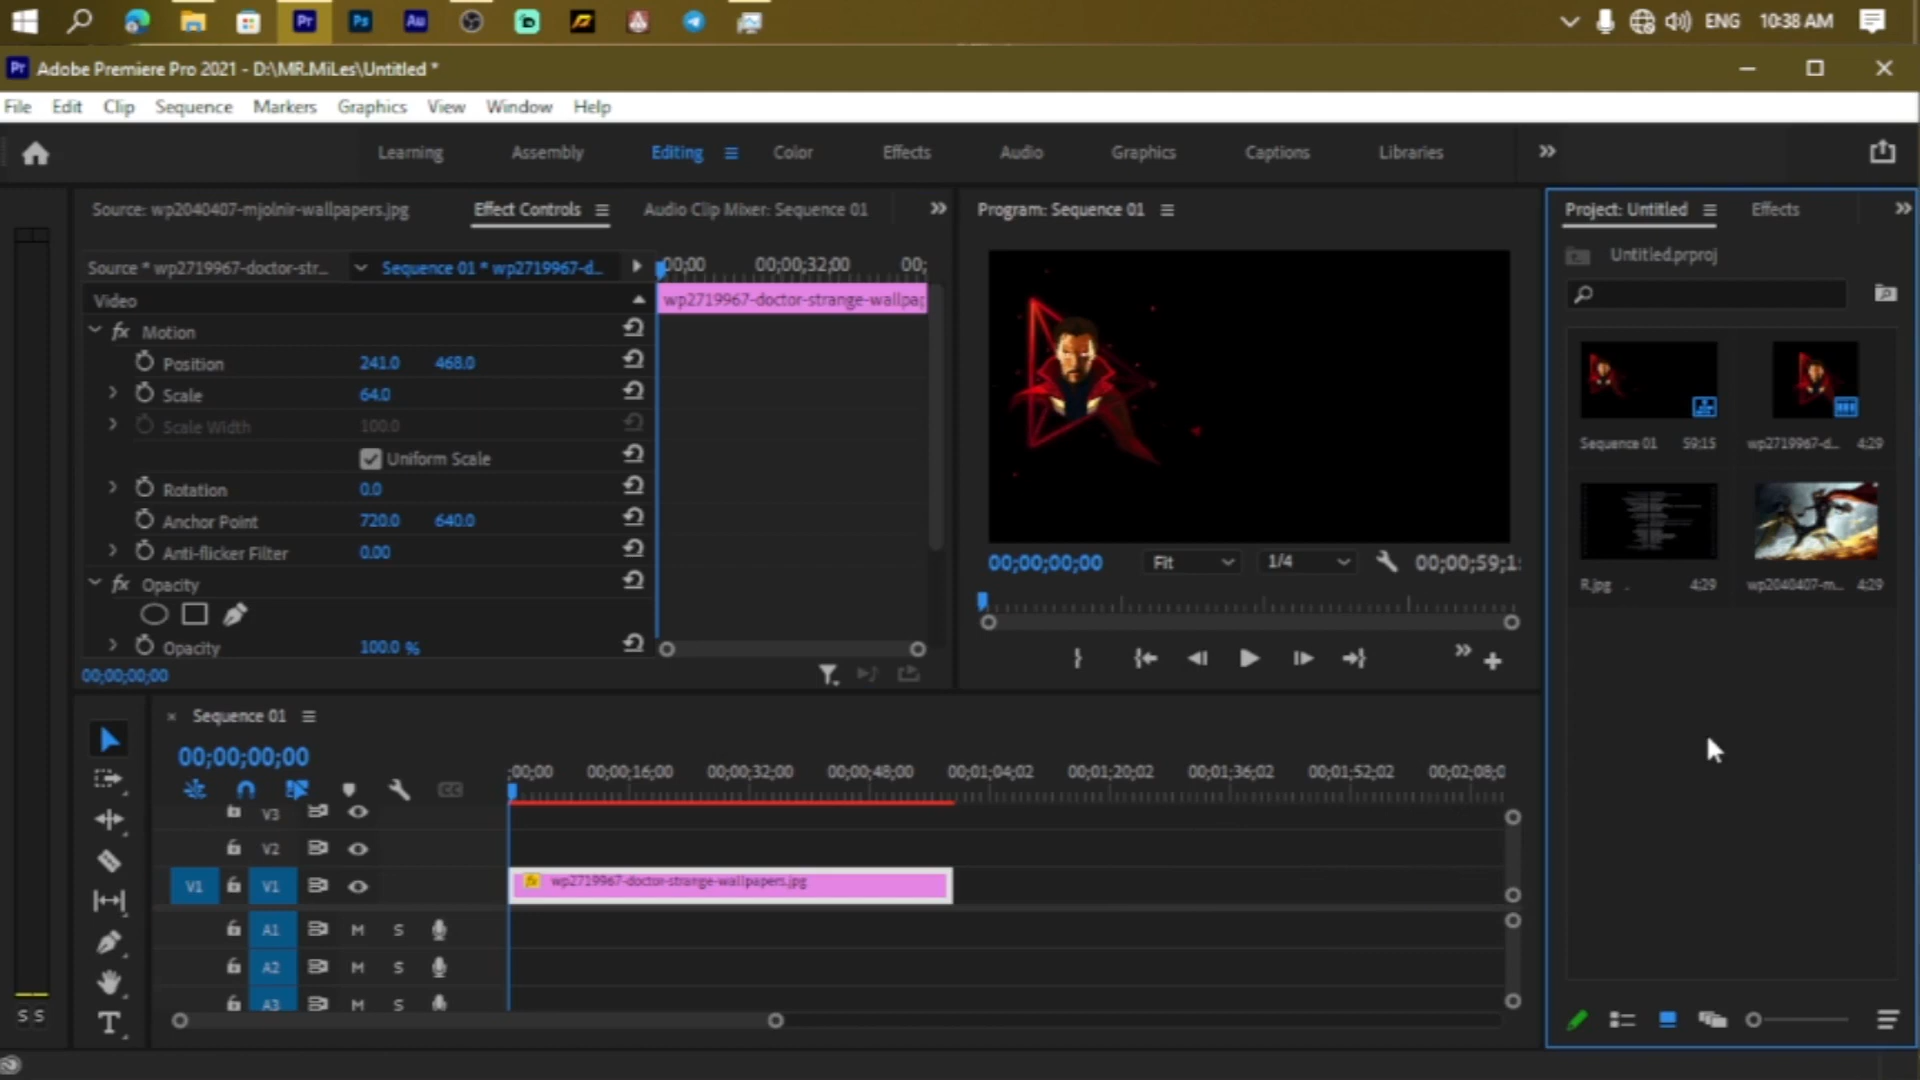 Pr Ps Au ENG 10:38 AM
Pr Adobe Premiere Pro 2021 - D:\MR.MiLes\Untitled *
File Edit Clip Sequence Markers Graphics View Window Help
Learning Assembly Editing Color Effects Audio Graphics Captions Libraries
Source: wp2040407-mjolnir-wallpapers.jpg Effect Controls Audio Clip Mixer: Sequence 01
Source * wp2719967-doctor-str... Sequence 01 * wp2719967-d...
;00;00 00;00;32;00 00;
Video
wp2719967-doctor-strange-wallpap
fx Motion
Position 241.0 468.0
Scale 64.0
Scale Width 100.0
Uniform Scale
Rotation 0.0
Anchor Point 720.0 640.0
Anti-flicker Filter 0.00
fx Opacity
Opacity 100.0 %
00;00;00;00
Program: Sequence 01
00;00;00;00 Fit 1/4 00;00;59;1
Project: Untitled Effects
Untitled.prproj
Sequence 01 59;15
wp2719967-d... 4;29
R.jpg 4;29
wp2040407-m... 4;29
Sequence 01
00;00;00;00
;00;00 00;00;16;00 00;00;32;00 00;00;48;00 00;01;04;02 00;01;20;02 00;01;36;02 00;01;52;02 00;02;08;0
V3
V2
V1 V1
fx wp2719967-doctor-strange-wallpapers.jpg
A1 M S
A2 M S
A3 M S
S S
T